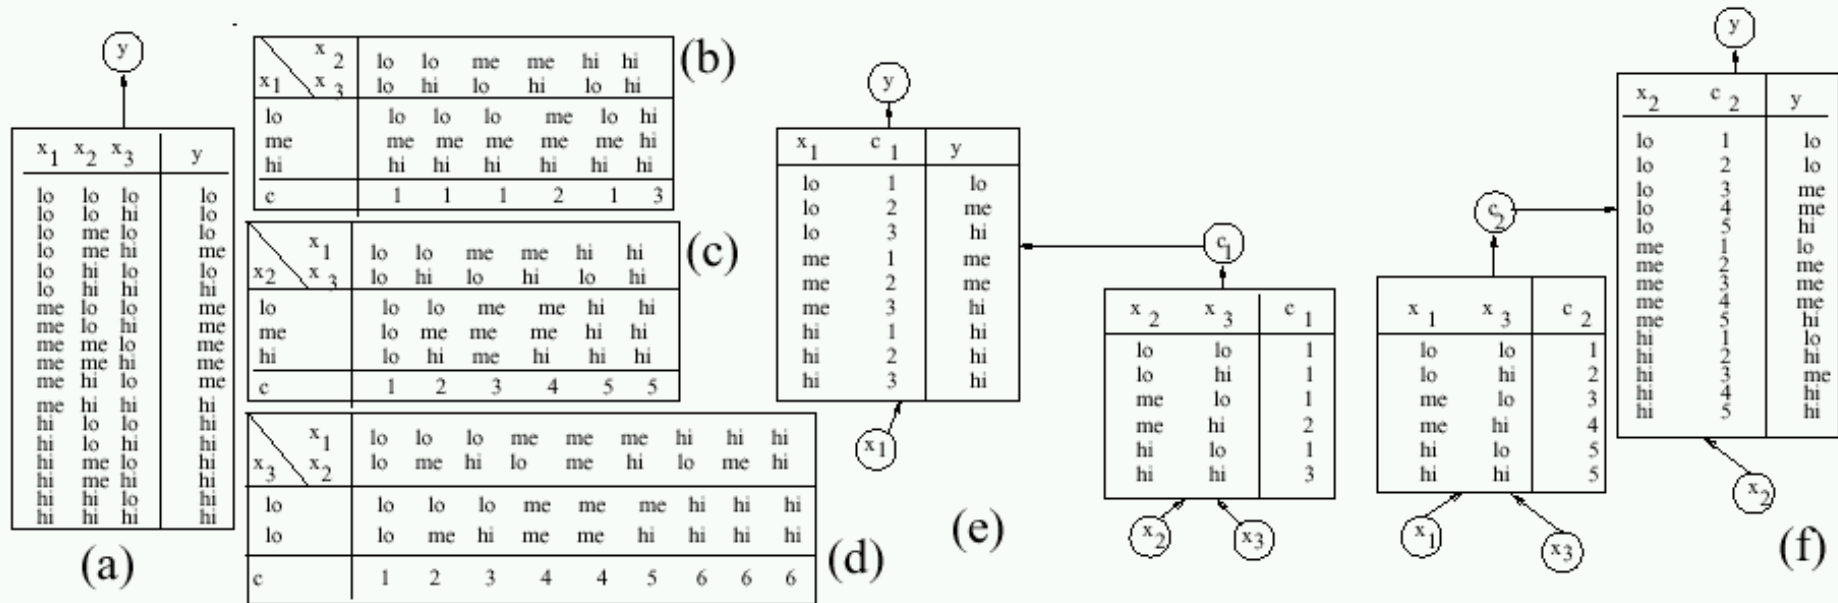 y
x1 x2 x3 y
lo lo lo lo
lo lo hi lo
lo me lo lo
lo me hi me
lo hi lo lo
lo hi hi hi
me lo lo me
me lo hi me
me me lo me
me me hi me
me hi lo me
me hi hi hi
hi lo lo hi
hi lo hi hi
hi me lo hi
hi me hi hi
hi hi lo hi
hi hi hi hi
(a)
x2 lo lo me me hi hi
x1 x3 lo hi lo hi lo hi
lo lo lo lo me lo hi
me me me me me me hi
hi hi hi hi hi hi hi
c 1 1 1 2 1 3
(b)
x1 lo lo me me hi hi
x2 x3 lo hi lo hi lo hi
lo lo lo me me hi hi
me lo me me me hi hi
hi lo hi me hi hi hi
c 1 2 3 4 5 5
(c)
x1 lo lo lo me me me hi hi hi
x3 x2 lo me hi lo me hi lo me hi
lo lo lo lo me me me hi hi hi
lo lo me hi me me hi hi hi hi
c 1 2 3 4 4 5 6 6 6
(d)
y
x1 c1 y
lo 1 lo
lo 2 me
lo 3 hi
me 1 me
me 2 me
me 3 hi
hi 1 hi
hi 2 hi
hi 3 hi
x1
c1
x2 x3 c1
lo lo 1
lo hi 1
me lo 1
me hi 2
hi lo 1
hi hi 3
x2 x3
(e)
c2
x1 x3 c2
lo lo 1
lo hi 2
me lo 3
me hi 4
hi lo 5
hi hi 5
x1 x3
y
x2 c2 y
lo 1 lo
lo 2 lo
lo 3 me
lo 4 me
lo 5 hi
me 1 lo
me 2 me
me 3 me
me 4 me
me 5 hi
hi 1 lo
hi 2 hi
hi 3 me
hi 4 hi
hi 5 hi
x2
(f)